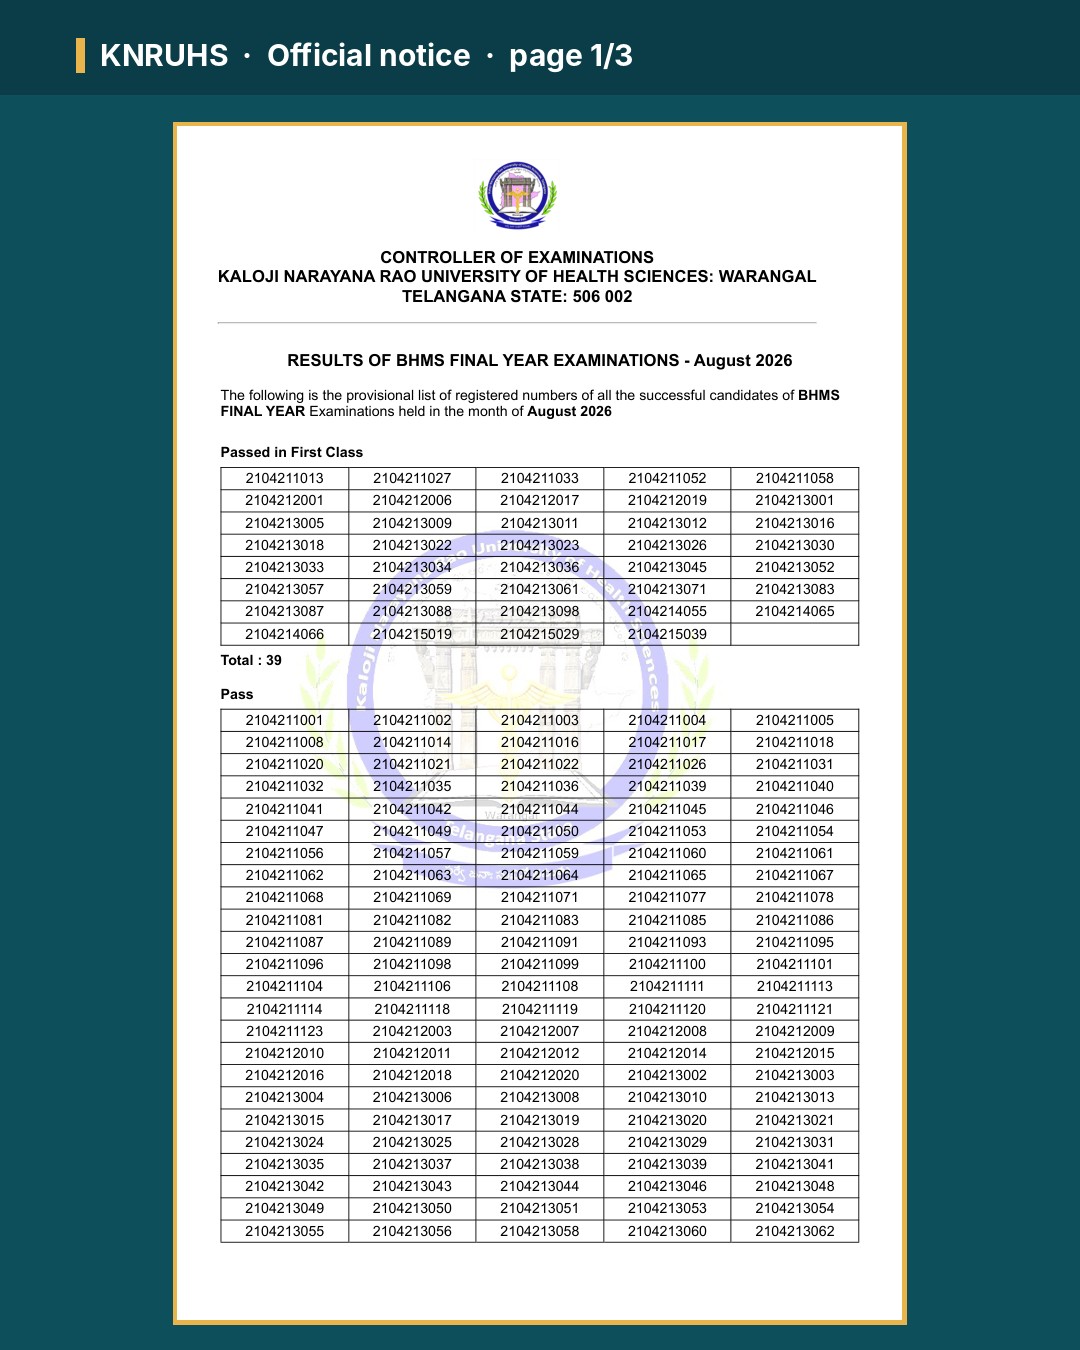 KNRUHS · Official notice · page 1/3
CONTROLLER OF EXAMINATIONS
KALOJI NARAYANA RAO UNIVERSITY OF HEALTH SCIENCES: WARANGAL
TELANGANA STATE: 506 002
RESULTS OF BHMS FINAL YEAR EXAMINATIONS - August 2026
The following is the provisional list of registered numbers of all the successful candidates of BHMS
FINAL YEAR Examinations held in the month of August 2026
Passed in First Class
2104211013 2104211027 2104211033 2104211052 2104211058
2104212001 2104212006 2104212017 2104212019 2104213001
2104213005 2104213009 2104213011 2104213012 2104213016
2104213018 2104213022 2104213023 2104213026 2104213030
2104213033 2104213034 2104213036 2104213045 2104213052
2104213057 2104213059 2104213061 2104213071 2104213083
2104213087 2104213088 2104213098 2104214055 2104214065
2104214066 2104215019 2104215029 2104215039
Total : 39
Pass
2104211001 2104211002 2104211003 2104211004 2104211005
2104211008 2104211014 2104211016 2104211017 2104211018
2104211020 2104211021 2104211022 2104211026 2104211031
2104211032 2104211035 2104211036 2104211039 2104211040
2104211041 2104211042 2104211044 2104211045 2104211046
2104211047 2104211049 2104211050 2104211053 2104211054
2104211056 2104211057 2104211059 2104211060 2104211061
2104211062 2104211063 2104211064 2104211065 2104211067
2104211068 2104211069 2104211071 2104211077 2104211078
2104211081 2104211082 2104211083 2104211085 2104211086
2104211087 2104211089 2104211091 2104211093 2104211095
2104211096 2104211098 2104211099 2104211100 2104211101
2104211104 2104211106 2104211108 2104211111 2104211113
2104211114 2104211118 2104211119 2104211120 2104211121
2104211123 2104212003 2104212007 2104212008 2104212009
2104212010 2104212011 2104212012 2104212014 2104212015
2104212016 2104212018 2104212020 2104213002 2104213003
2104213004 2104213006 2104213008 2104213010 2104213013
2104213015 2104213017 2104213019 2104213020 2104213021
2104213024 2104213025 2104213028 2104213029 2104213031
2104213035 2104213037 2104213038 2104213039 2104213041
2104213042 2104213043 2104213044 2104213046 2104213048
2104213049 2104213050 2104213051 2104213053 2104213054
2104213055 2104213056 2104213058 2104213060 2104213062
Kaloji Narayana Rao University of Health Sciences
Warangal
Telangana State